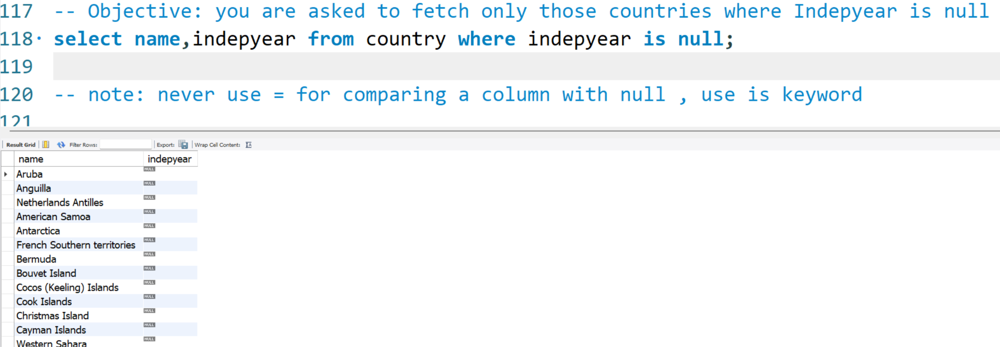 117 -- Objective: you are asked to fetch only those countries where Indepyear is null
118 select name,indepyear from country where indepyear is null;
119
120 -- note: never use = for comparing a column with null , use is keyword
121
Result Grid Filter Rows: Export: Wrap Cell Content: IA
name indepyear
Aruba NULL
Anguilla NULL
Netherlands Antilles NULL
American Samoa NULL
Antarctica NULL
French Southern territories NULL
Bermuda NULL
Bouvet Island NULL
Cocos (Keeling) Islands NULL
Cook Islands NULL
Christmas Island NULL
Cayman Islands NULL
Western Sahara NULL